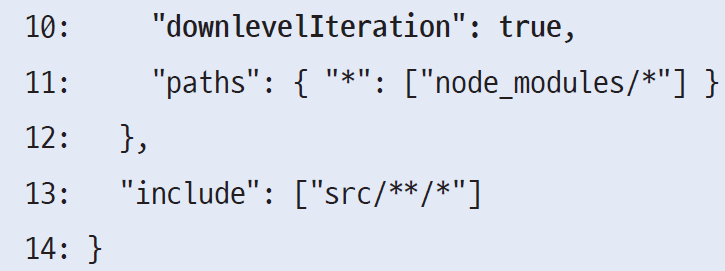 10:     "downlevelIteration": true,
11:     "paths": { "*": ["node_modules/*"] }
12:   },
13:   "include": ["src/**/*"]
14: }